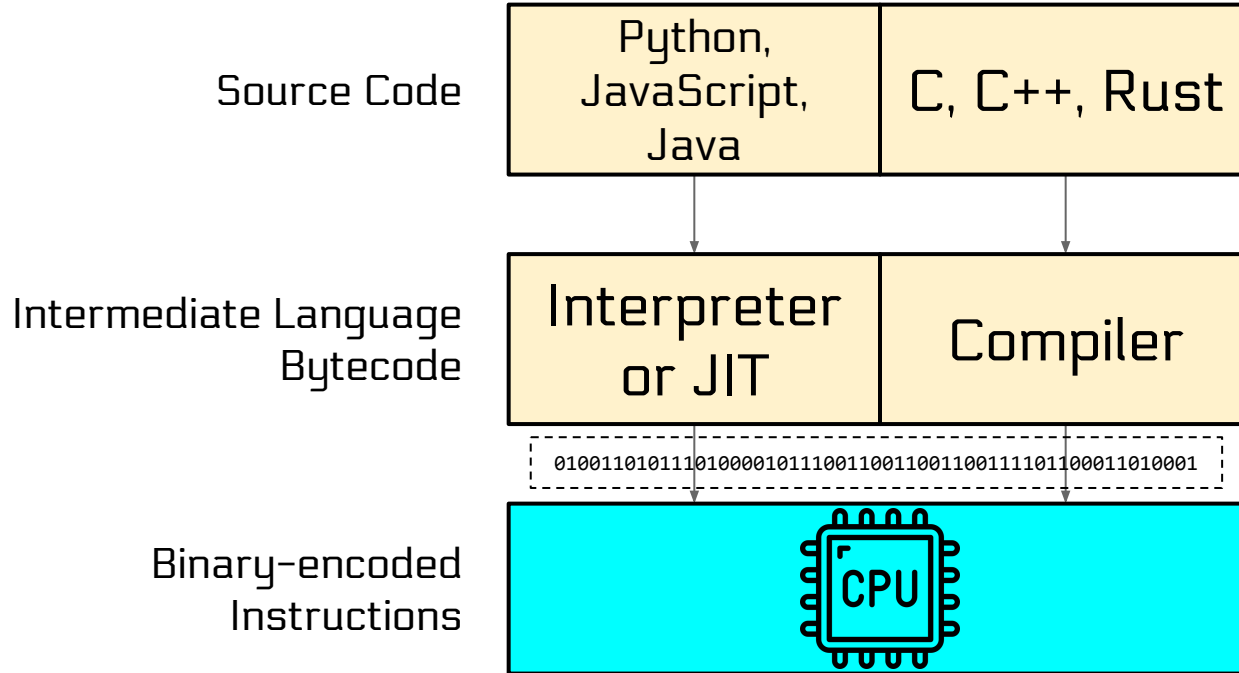 Source Code
Python,
JavaScript,
Java
C, C++, Rust
Intermediate Language
Bytecode
Interpreter
or JIT
Compiler
0100110101110100001011100110011001100111101100011010001
Binary-encoded
Instructions
CPU